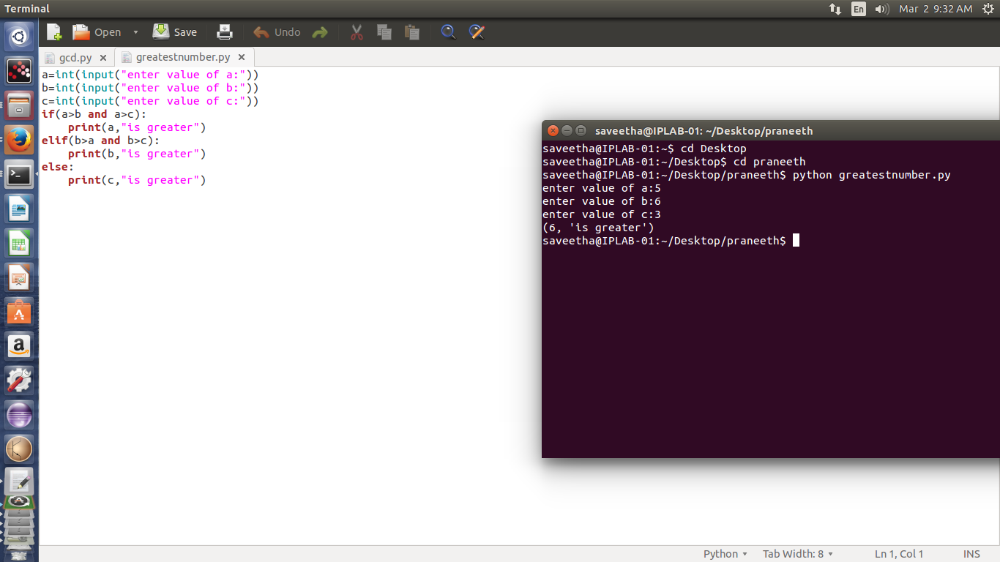 Terminal
En
Mar 2 9:32 AM
Open
Save
Undo
gcd.py
greatestnumber.py
a=int(input("enter value of a:"))
b=int(input("enter value of b:"))
c=int(input("enter value of c:"))
if(a>b and a>c):
    print(a,"is greater")
elif(b>a and b>c):
    print(b,"is greater")
else:
    print(c,"is greater")
saveetha@IPLAB-01: ~/Desktop/praneeth
saveetha@IPLAB-01:~$ cd Desktop
saveetha@IPLAB-01:~/Desktop$ cd praneeth
saveetha@IPLAB-01:~/Desktop/praneeth$ python greatestnumber.py
enter value of a:5
enter value of b:6
enter value of c:3
(6, 'is greater')
saveetha@IPLAB-01:~/Desktop/praneeth$
Python
Tab Width: 8
Ln 1, Col 1
INS